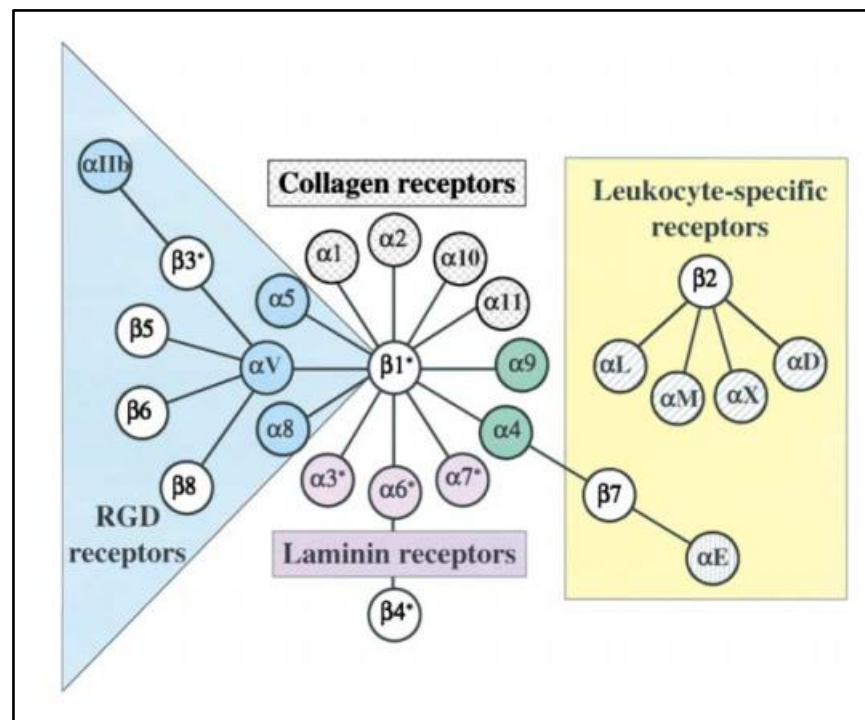 αIIb
β3*
β5
β6
β8
αV
α5
α8
RGD
receptors
Collagen receptors
α1
α2
α10
α11
β1*
α9
α4
α3*
α6*
α7*
Laminin receptors
β4*
Leukocyte-specific
receptors
β2
αL
αM
αX
αD
β7
αE